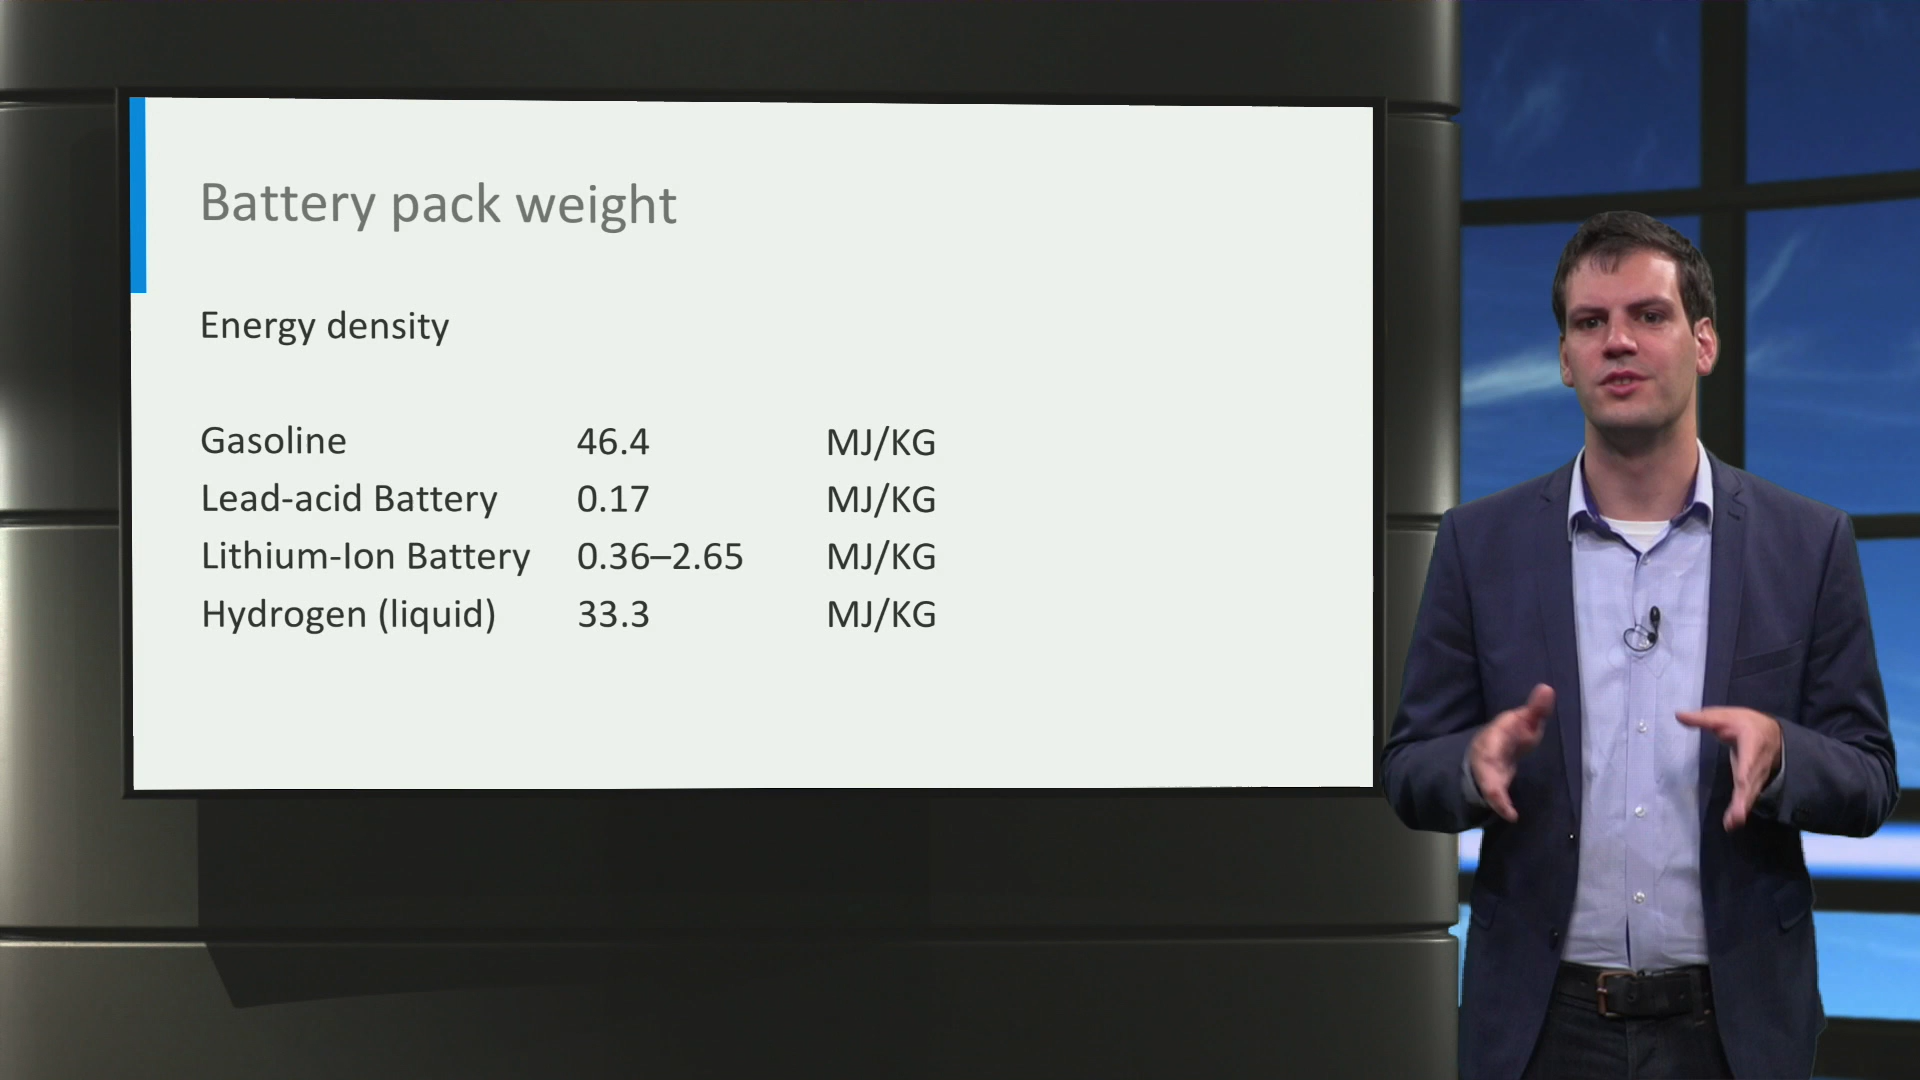 Battery pack weight
Energy density
Gasoline 46.4 MJ/KG
Lead-acid Battery 0.17 MJ/KG
Lithium-Ion Battery 0.36–2.65 MJ/KG
Hydrogen (liquid) 33.3 MJ/KG